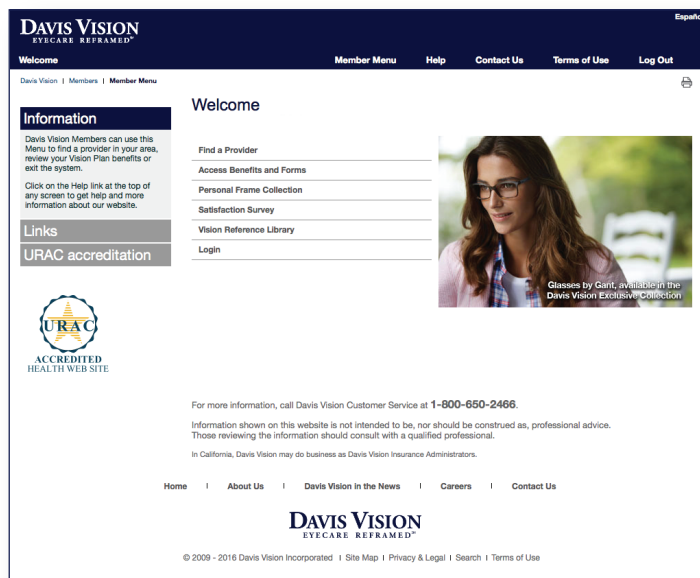 Españo
DAVIS VISION
EYECARE REFRAMED™
Welcome
Member Menu
Help
Contact Us
Terms of Use
Log Out
Davis Vision | Members | Member Menu
Information
Davis Vision Members can use this
Menu to find a provider in your area,
review your Vision Plan benefits or
exit the system.
Click on the Help link at the top of
any screen to get help and more
information about our website.
Links
URAC accreditation
URAC
ACCREDITED
HEALTH WEB SITE
Welcome
Find a Provider
Access Benefits and Forms
Personal Frame Collection
Satisfaction Survey
Vision Reference Library
Login
Glasses by Gant, available in the
Davis Vision Exclusive Collection
For more information, call Davis Vision Customer Service at 1-800-650-2466.
Information shown on this website is not intended to be, nor should be construed as, professional advice.
Those reviewing the information should consult with a qualified professional.
In California, Davis Vision may do business as Davis Vision Insurance Administrators.
Home | About Us | Davis Vision in the News | Careers | Contact Us
DAVIS VISION
EYECARE REFRAMED™
© 2009 - 2016 Davis Vision Incorporated | Site Map | Privacy & Legal | Search | Terms of Use